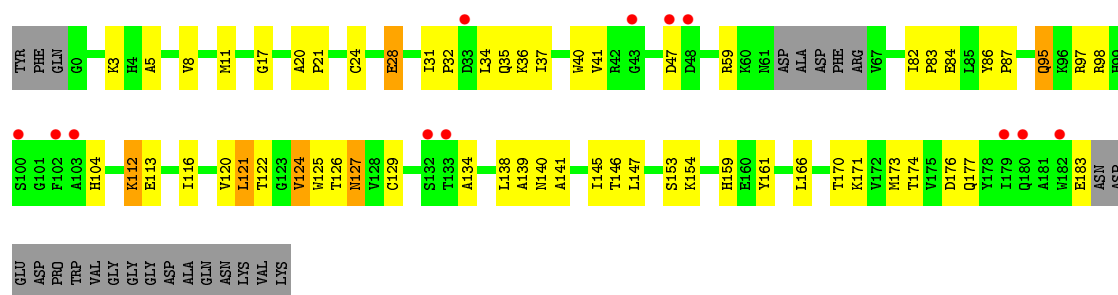 TYR PHE GLN G0 K3 H4 A5 V8 M11 G17 A20 P21 C24 E28 I31 P32 D33 L34 Q35 K36 I37 W40 V41 R42 G43 D47 D48 R59 K60 N61 ASP ALA ASP PHE ARG V67 I82 P83 E84 L85 Y86 P87 Q95 K96 R97 R98 H99
S100 G101 F102 A103 H104 K112 E113 I116 V120 L121 T122 G123 V124 W125 T126 N127 V128 C129 S132 T133 A134 L138 A139 N140 A141 I145 T146 L147 S153 K154 H159 E160 Y161 L166 T170 K171 V172 M173 T174 V175 D176 Q177 Y178 I179 Q180 A181 W182 E183 ASN ASP
GLU ASP PRO TRP VAL GLY GLY GLY ASP ALA GLN ASN LYS VAL LYS